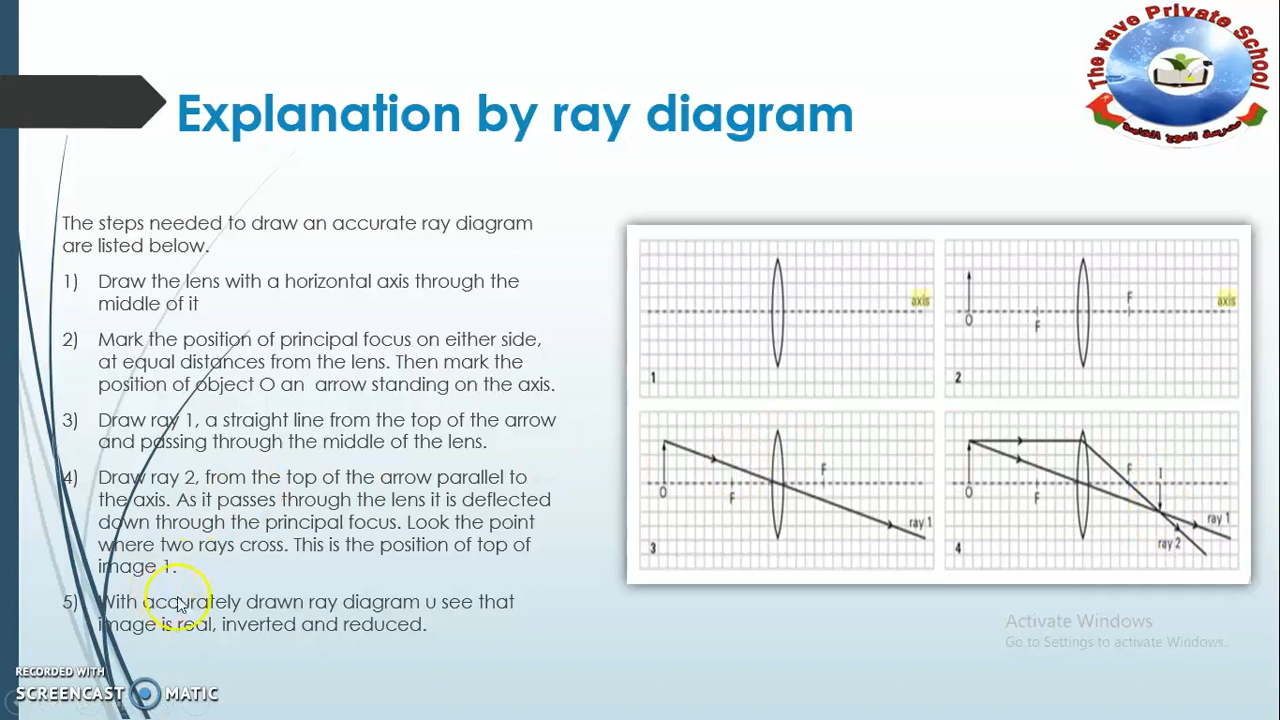 The wave Private School
مدرسة الموج الخاصة
Explanation by ray diagram
The steps needed to draw an accurate ray diagram
are listed below.
1) Draw the lens with a horizontal axis through the
middle of it
2) Mark the position of principal focus on either side,
at equal distances from the lens. Then mark the
position of object O an arrow standing on the axis.
3) Draw ray 1, a straight line from the top of the arrow
and passing through the middle of the lens.
4) Draw ray 2, from the top of the arrow parallel to
the axis. As it passes through the lens it is deflected
down through the principal focus. Look the point
where two rays cross. This is the position of top of
image 1.
5) With accurately drawn ray diagram u see that
image is real, inverted and reduced.
axis
1
O
F
F
axis
2
O
F
F
ray 1
3
O
F
F
I
ray 1
ray 2
4
Activate Windows
Go to Settings to activate Windows.
RECORDED WITH
SCREENCAST MATIC